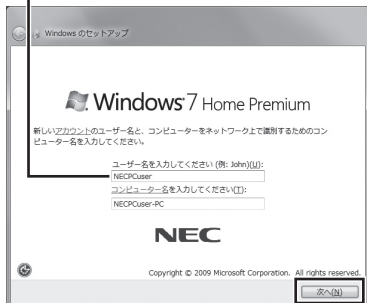 Windows のセットアップ
Windows 7 Home Premium
新しいアカウントのユーザー名と、コンピューターをネットワーク上で識別するためのコン
ピューター名を入力してください。
ユーザー名を入力してください (例: John)(U):
NECPCuser
コンピューター名を入力してください(T):
NECPCuser-PC
NEC
Copyright © 2009 Microsoft Corporation. All rights reserved.
次へ(N)